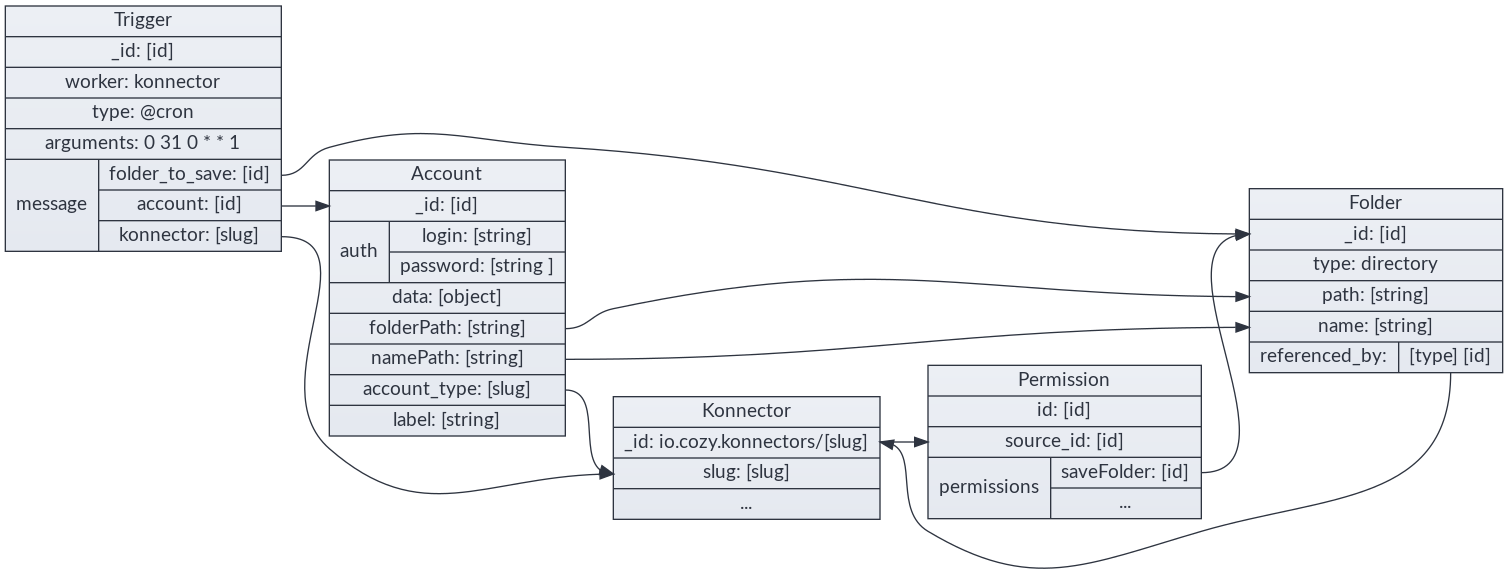 Trigger
_id: [id]
worker: konnector
type: @cron
arguments: 0 31 0 * * 1
message
folder_to_save: [id]
account: [id]
konnector: [slug]
Account
_id: [id]
auth
login: [string]
password: [string ]
data: [object]
folderPath: [string]
namePath: [string]
account_type: [slug]
label: [string]
Konnector
_id: io.cozy.konnectors/[slug]
slug: [slug]
...
Permission
id: [id]
source_id: [id]
permissions
saveFolder: [id]
...
Folder
_id: [id]
type: directory
path: [string]
name: [string]
referenced_by: [type] [id]